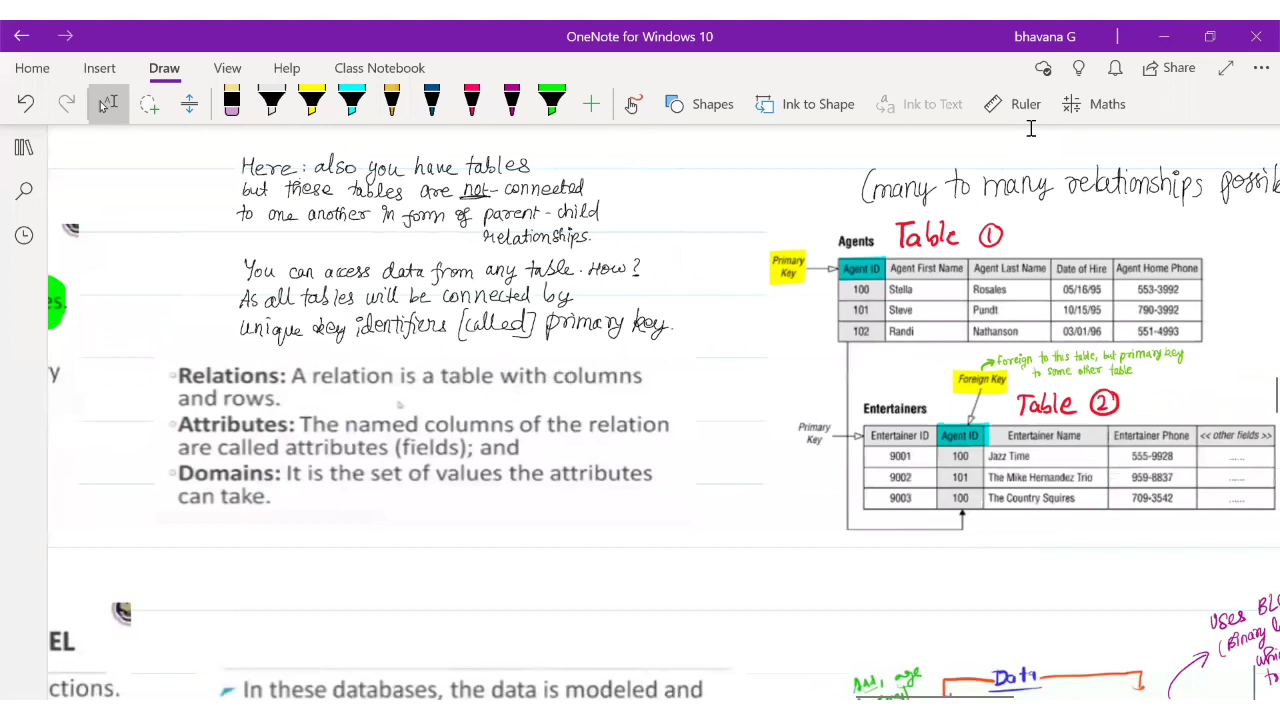 OneNote for Windows 10
bhavana G
Home Insert Draw View Help Class Notebook
Share
Shapes Ink to Shape Ink to Text Ruler Maths
Here: also you have tables
but these tables are not connected
to one another in form of parent-child
relationships.
You can access data from any table. How?
As all tables will be connected by
unique key identifiers [called] primary key.
es.
y
Relations: A relation is a table with columns
and rows.
Attributes: The named columns of the relation
are called attributes (fields); and
Domains: It is the set of values the attributes
can take.
(many to many relationships possib
Agents Table ①
Primary
Key
Agent ID Agent First Name Agent Last Name Date of Hire Agent Home Phone
100 Stella Rosales 05/16/95 553-3992
101 Steve Pundt 10/15/95 790-3992
102 Randi Nathanson 03/01/96 551-4993
Foreign to this table, but primary key
to some other table
Foreign Key
Entertainers Table ②
Primary
Key
Entertainer ID Agent ID Entertainer Name Entertainer Phone << other fields >>
9001 100 Jazz Time 555-9928 ......
9002 101 The Mike Hernandez Trio 959-8837 ......
9003 100 The Country Squires 709-3542 ......
EL
ctions.
In these databases, the data is modeled and
age
Data
Uses BL
(Binary
whi
to